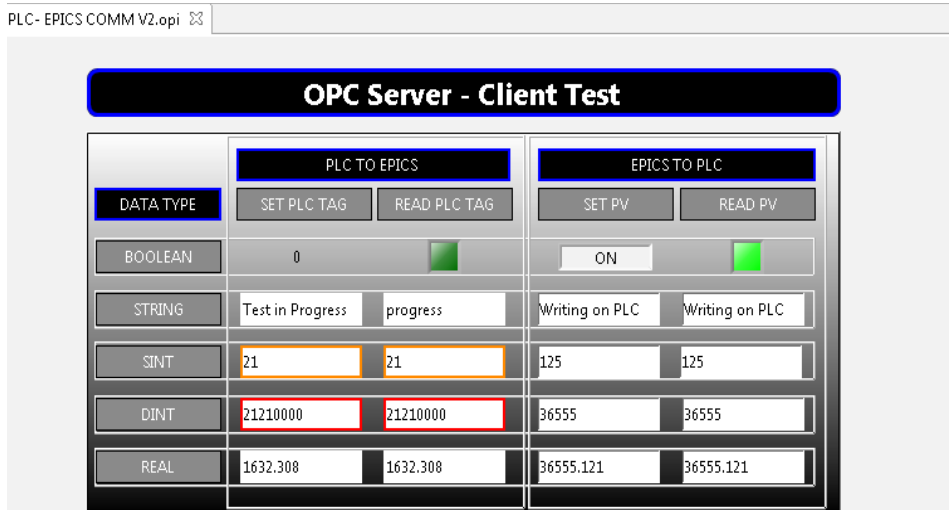 PLC- EPICS COMM V2.opi
OPC Server - Client Test
PLC TO EPICS EPICS TO PLC
DATA TYPE SET PLC TAG READ PLC TAG SET PV READ PV
BOOLEAN 0 ON
STRING Test in Progress progress Writing on PLC Writing on PLC
SINT 21 21 125 125
DINT 21210000 21210000 36555 36555
REAL 1632.308 1632.308 36555.121 36555.121